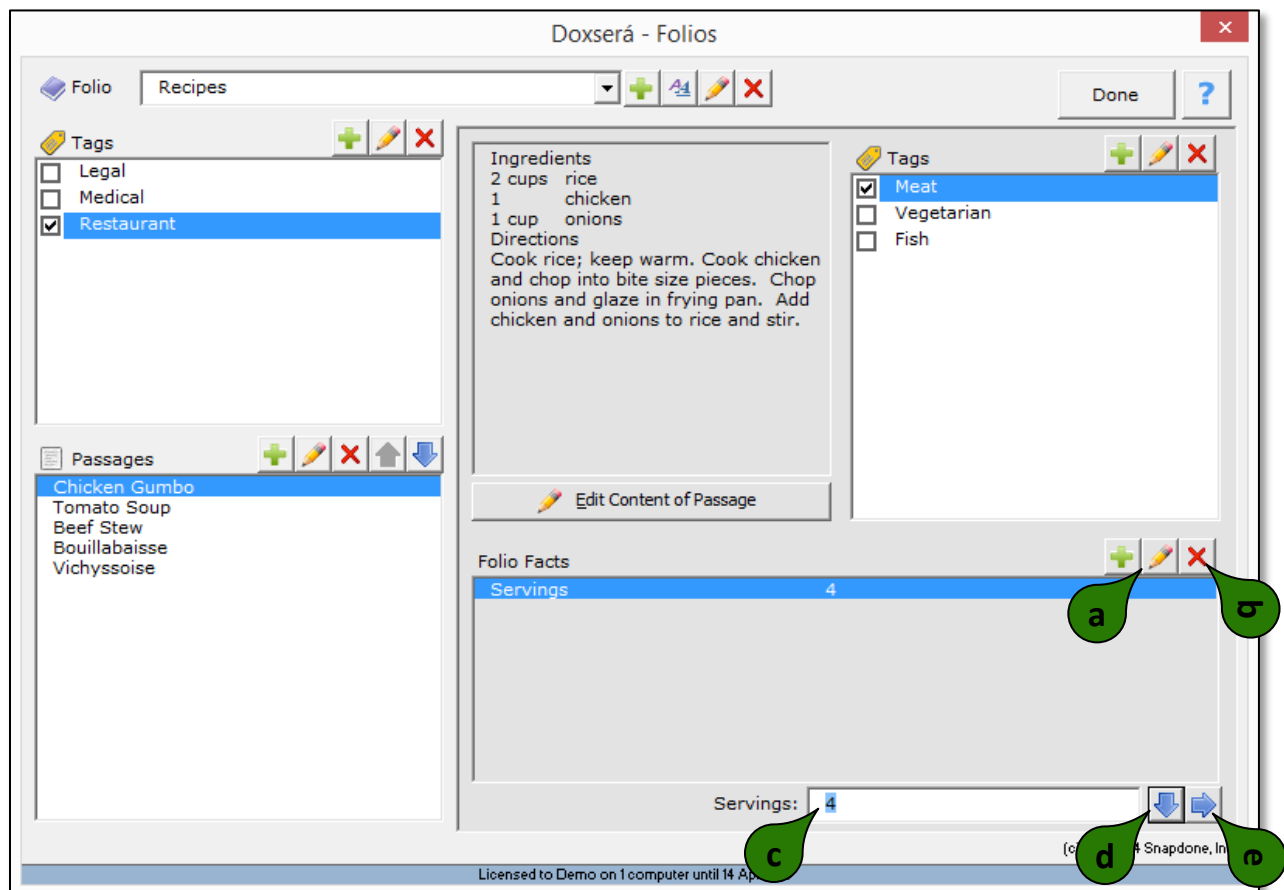 Doxserá - Folios
Folio
Recipes
Done
?
Tags
Legal
Medical
Restaurant
Ingredients
2 cups rice
1 chicken
1 cup onions
Directions
Cook rice; keep warm. Cook chicken
and chop into bite size pieces. Chop
onions and glaze in frying pan. Add
chicken and onions to rice and stir.
Edit Content of Passage
Tags
Meat
Vegetarian
Fish
Passages
Chicken Gumbo
Tomato Soup
Beef Stew
Bouillabaisse
Vichyssoise
Folio Facts
Servings 4
a
b
Servings: 4
c
d
e
4 Snapdone, In
Licensed to Demo on 1 computer until 14 Ap